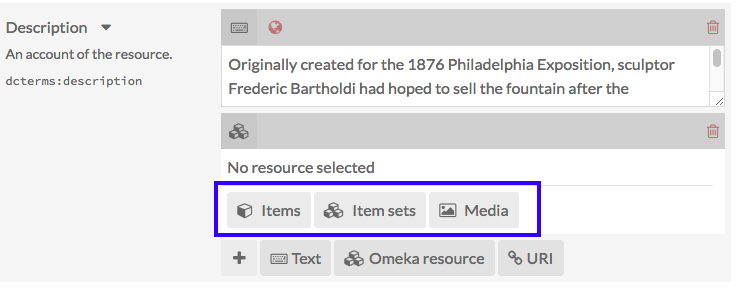 Description
An account of the resource.
dcterms:description
Originally created for the 1876 Philadelphia Exposition, sculptor
Frederic Bartholdi had hoped to sell the fountain after the
No resource selected
Items Item sets Media
+ Text Omeka resource URI